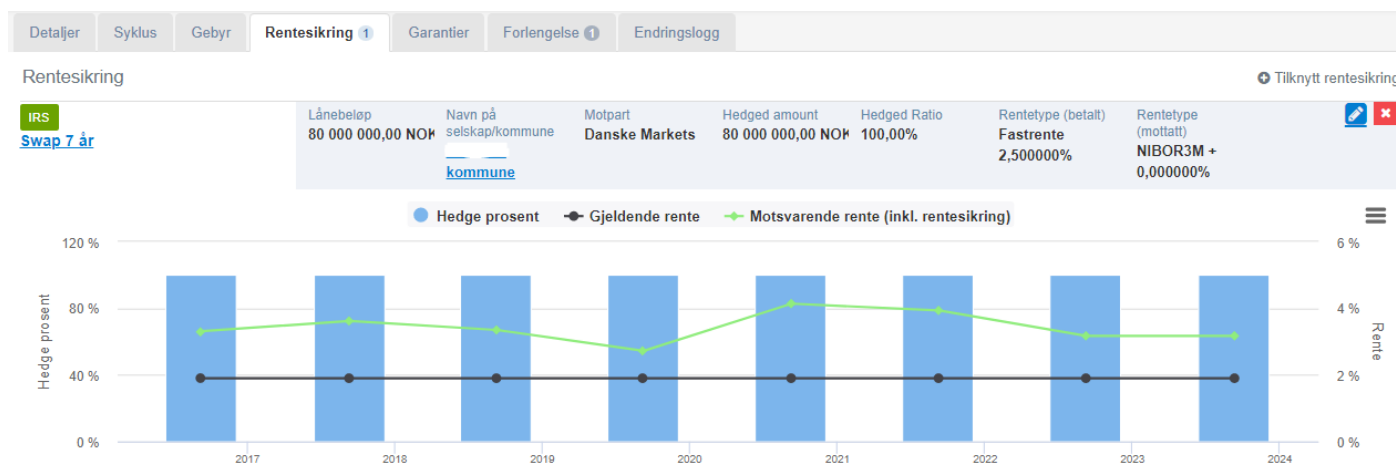 Detaljer Syklus Gebyr Rentesikring 1 Garantier Forlengelse 1 Endringslogg
Rentesikring
Tilknytt rentesikring
IRS
Swap 7 år
Lånebeløp
80 000 000,00 NOK
Navn på
selskap/kommune
kommune
Motpart
Danske Markets
Hedged amount
80 000 000,00 NOK
Hedged Ratio
100,00%
Rentetype (betalt)
Fastrente
2,500000%
Rentetype
(mottatt)
NIBOR3M +
0,000000%
Hedge prosent Gjeldende rente Motsvarende rente (inkl. rentesikring)
120 %
80 %
40 %
0 %
Hedge prosent
6 %
4 %
2 %
0 %
Rente
2017 2018 2019 2020 2021 2022 2023 2024